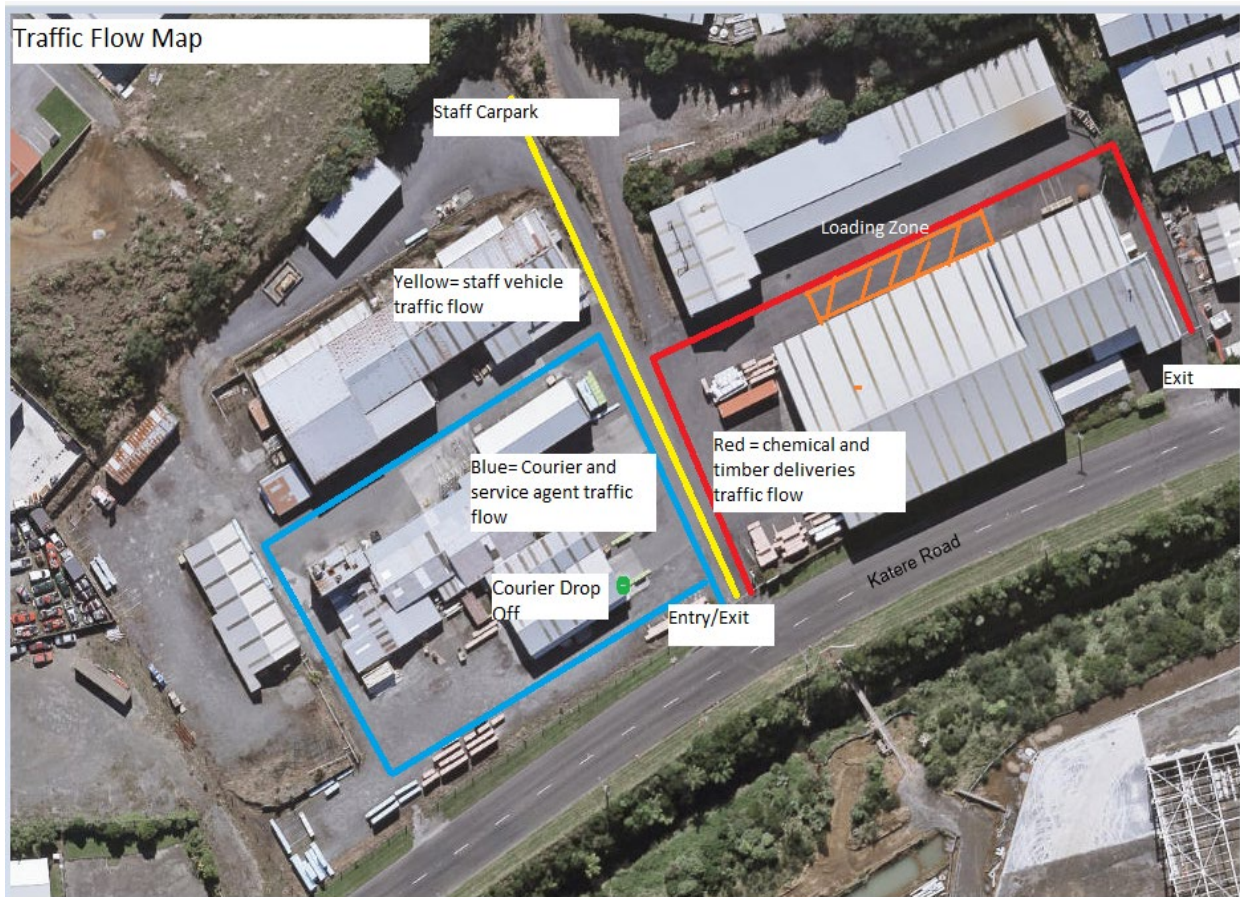 Traffic Flow Map
Staff Carpark
Loading Zone
Yellow= staff vehicle
traffic flow
Exit
Red = chemical and
timber deliveries
traffic flow
Blue= Courier and
service agent traffic
flow
Katere Road
Courier Drop
Off
Entry/Exit